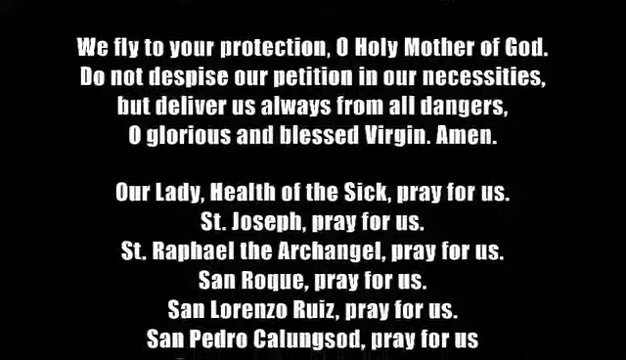 We fly to your protection, O Holy Mother of God.
Do not despise our petition in our necessities,
but deliver us always from all dangers,
O glorious and blessed Virgin. Amen.
Our Lady, Health of the Sick, pray for us.
St. Joseph, pray for us.
St. Raphael the Archangel, pray for us.
San Roque, pray for us.
San Lorenzo Ruiz, pray for us.
San Pedro Calungsod, pray for us